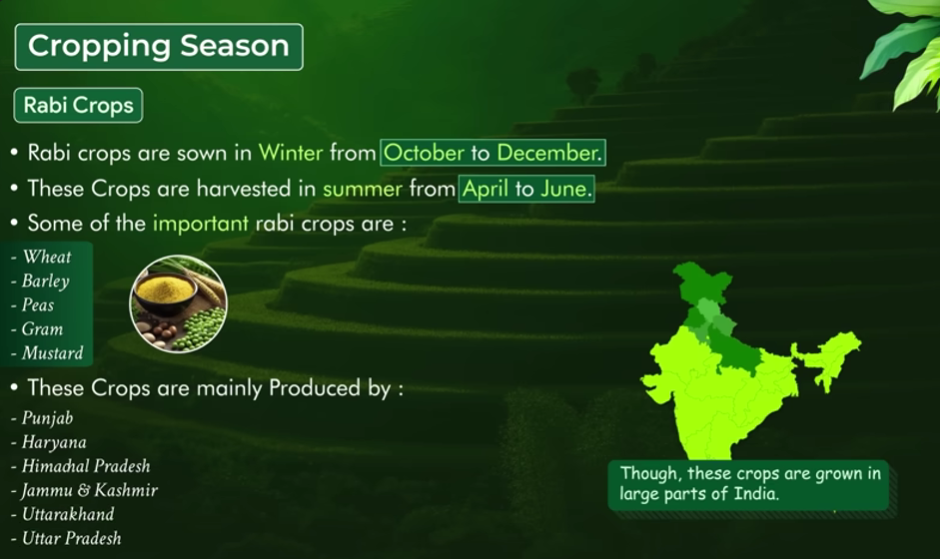 Cropping Season
Rabi Crops
• Rabi crops are sown in Winter from October to December.
• These Crops are harvested in summer from April to June.
• Some of the important rabi crops are :
- Wheat
- Barley
- Peas
- Gram
- Mustard
• These Crops are mainly Produced by :
- Punjab
- Haryana
- Himachal Pradesh
- Jammu & Kashmir
- Uttarakhand
- Uttar Pradesh
Though, these crops are grown in
large parts of India.